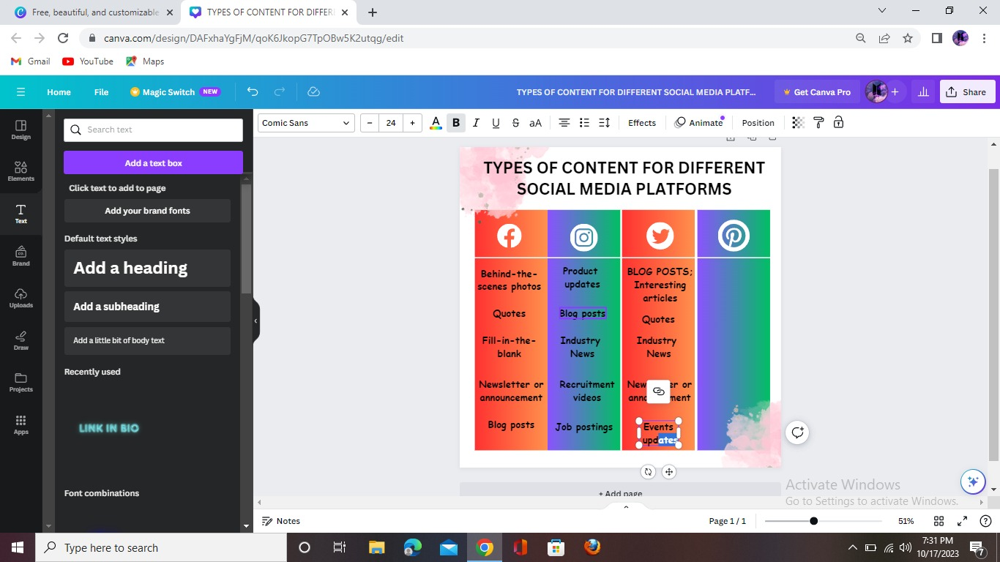 Free, beautiful, and customizable
TYPES OF CONTENT FOR DIFFER
canva.com/design/DAFxhaYgFjM/qoK6JkopG7TpOBw5K2utqg/edit
Gmail YouTube Maps
Home File Magic Switch NEW TYPES OF CONTENT FOR DIFFERENT SOCIAL MEDIA PLATF... Get Canva Pro Share
Comic Sans – 24 + A B I U S aA Effects Animate Position
Design
Elements
Text
Brand
Uploads
Draw
Projects
Apps
Search text
Add a text box
Click text to add to page
Add your brand fonts
Default text styles
Add a heading
Add a subheading
Add a little bit of body text
Recently used
LINK IN BIO
Font combinations
TYPES OF CONTENT FOR DIFFERENT
SOCIAL MEDIA PLATFORMS
Behind-the-
scenes photos
Quotes
Fill-in-the-
blank
Newsletter or
announcement
Blog posts
Product
updates
Blog posts
Industry
News
Recruitment
videos
Job postings
BLOG POSTS;
Interesting
articles
Quotes
Industry
News
or
Events
updates
+ Add page
Activate Windows
Go to Settings to activate Windows.
Notes Page 1 / 1 51%
Type here to search
7:31 PM
10/17/2023
7